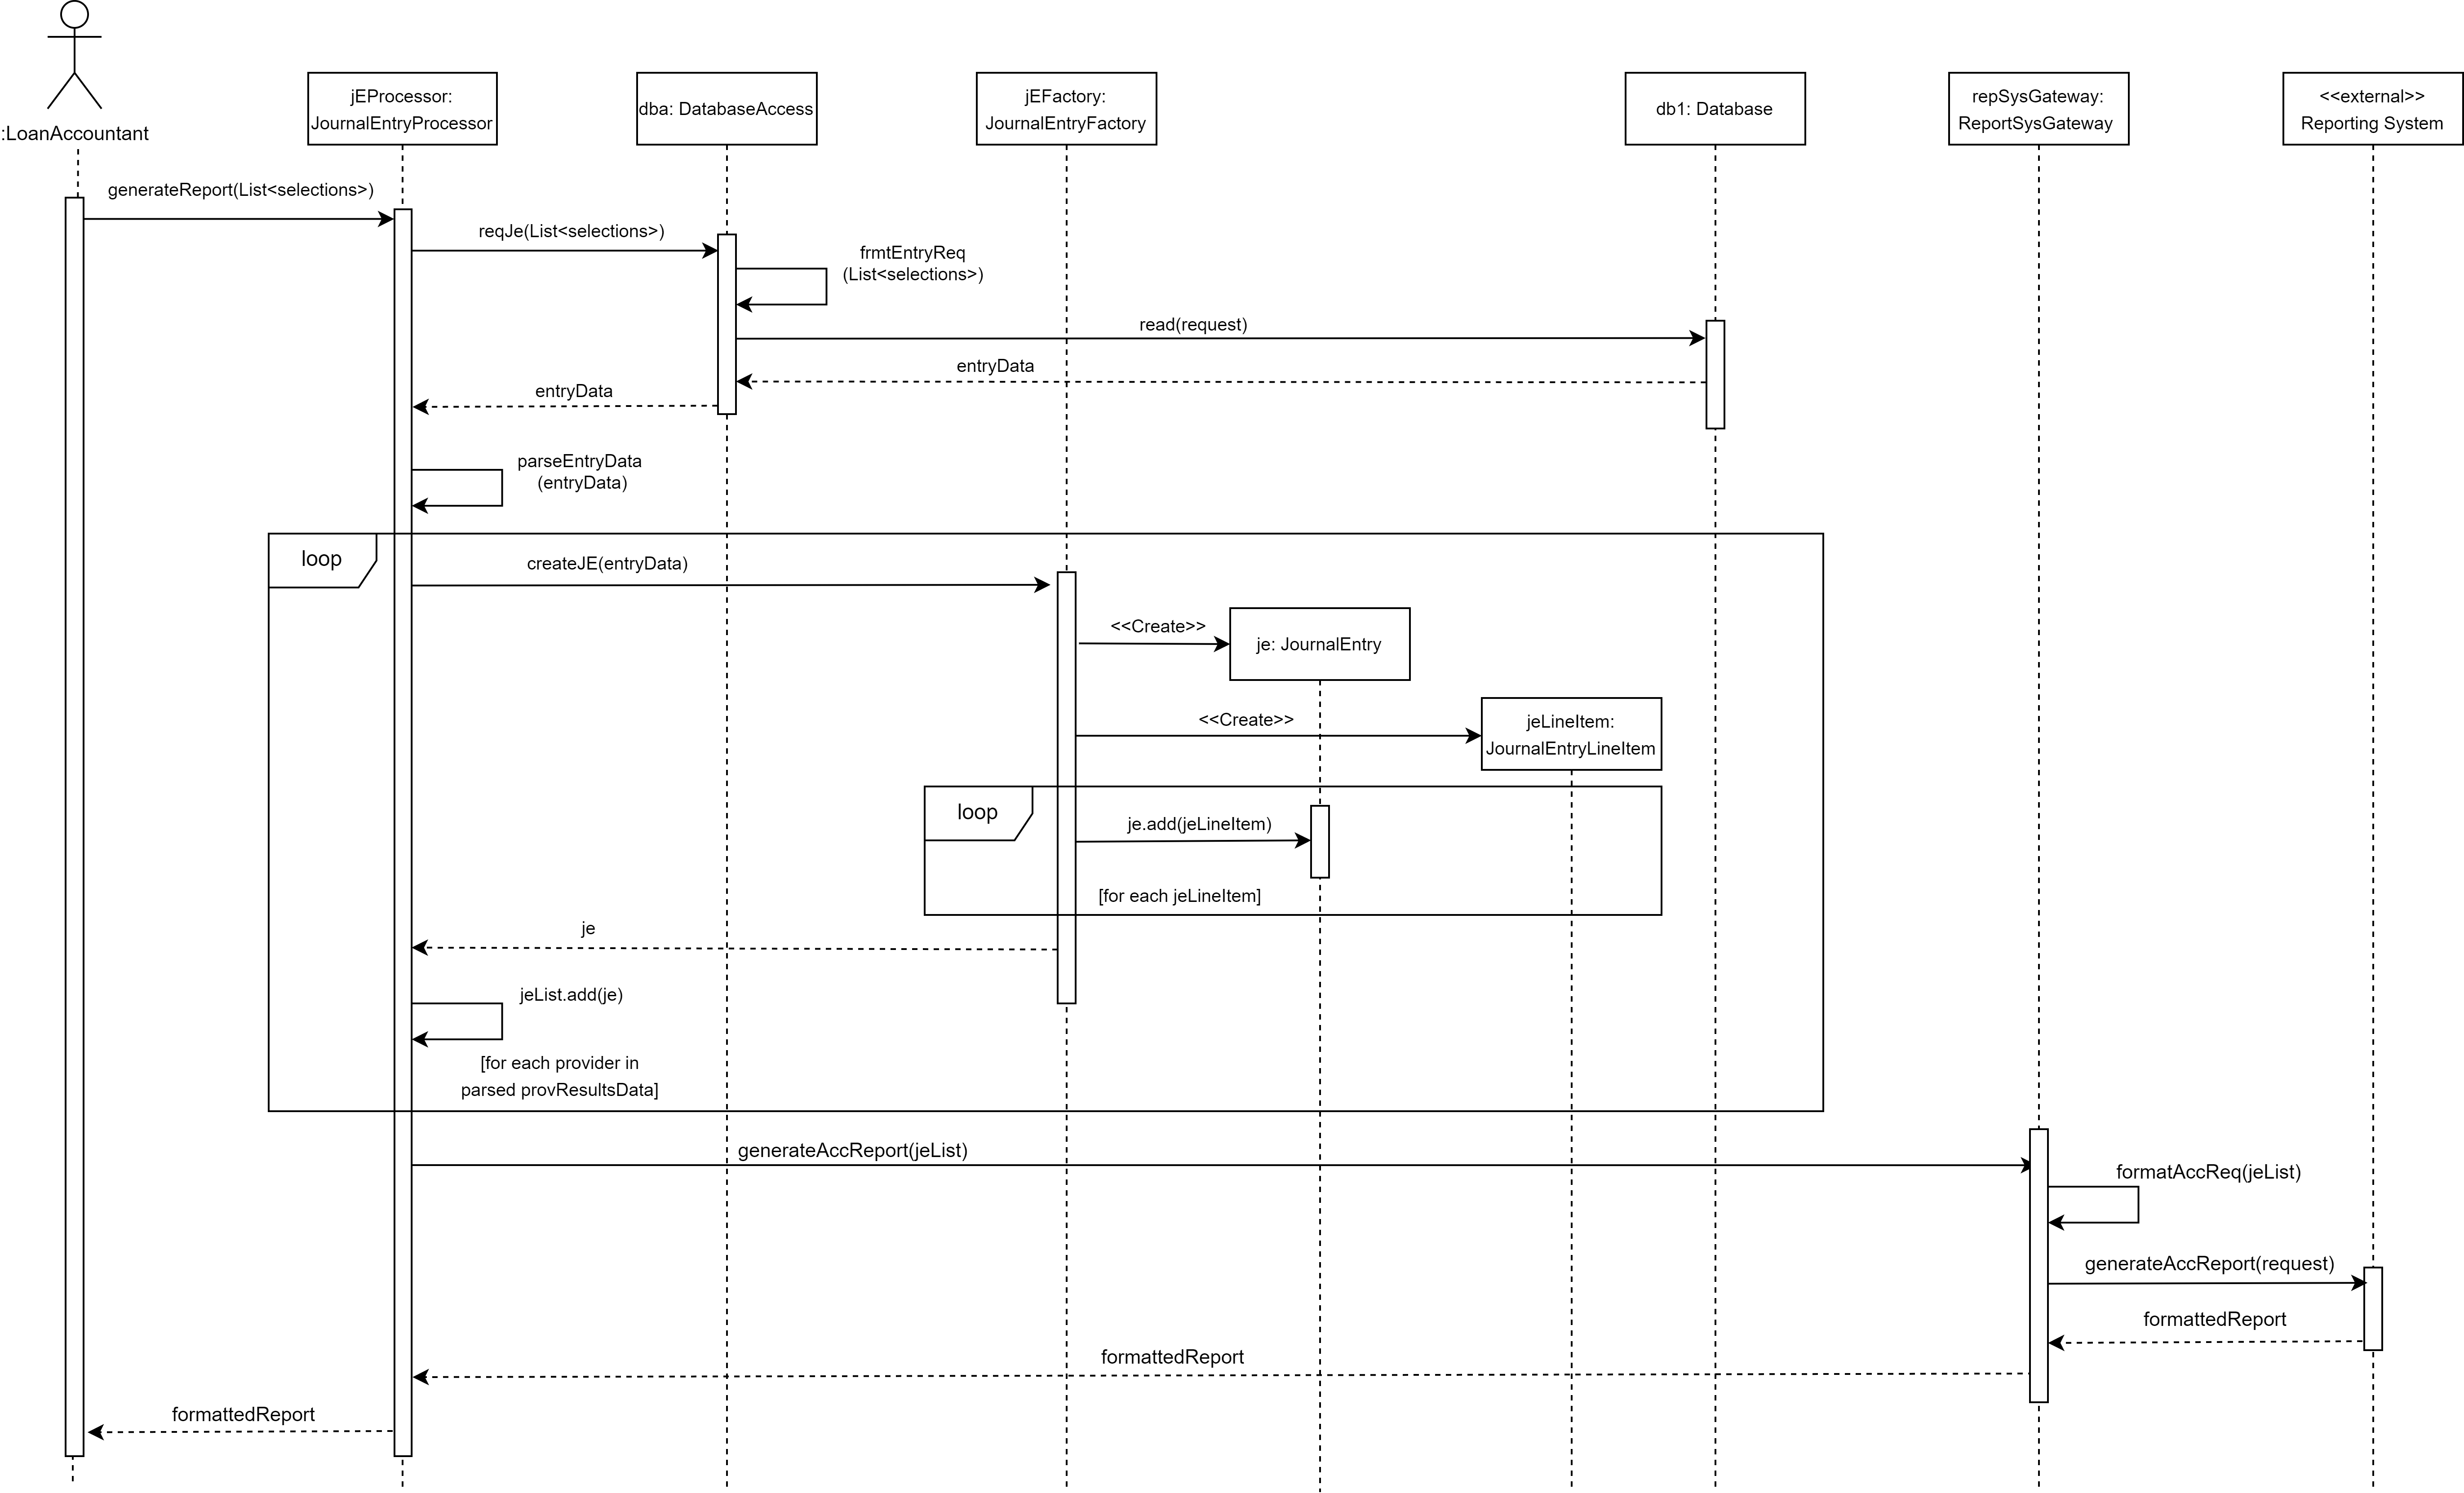 :LoanAccountant
jEProcessor:
JournalEntryProcessor
dba: DatabaseAccess
jEFactory:
JournalEntryFactory
db1: Database
repSysGateway:
ReportSysGateway
<<external>>
Reporting System
generateReport(List<selections>)
reqJe(List<selections>)
frmtEntryReq
(List<selections>)
read(request)
entryData
entryData
parseEntryData
(entryData)
loop
createJE(entryData)
<<Create>>
je: JournalEntry
<<Create>>
jeLineItem:
JournalEntryLineItem
loop
je.add(jeLineItem)
[for each jeLineItem]
je
jeList.add(je)
[for each provider in
parsed provResultsData]
generateAccReport(jeList)
formatAccReq(jeList)
generateAccReport(request)
formattedReport
formattedReport
formattedReport